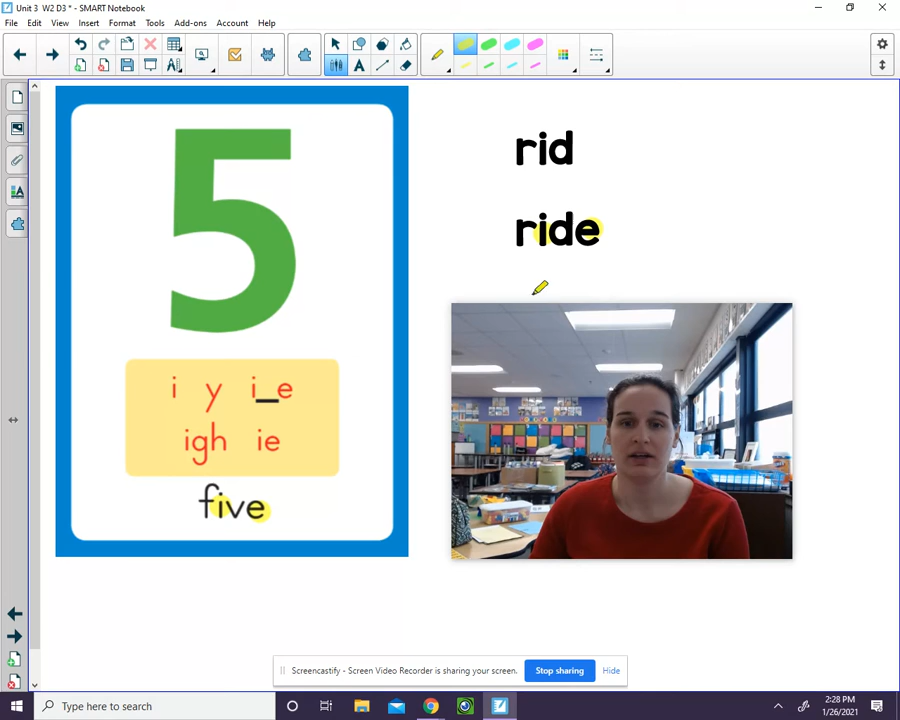 Unit 3 W2 D3 * - SMART Notebook
File Edit View Insert Format Tools Add-ons Account Help
5
i y i_e
igh ie
five
rid
ride
Screencastify - Screen Video Recorder is sharing your screen. Stop sharing Hide
Type here to search
2:28 PM
1/26/2021